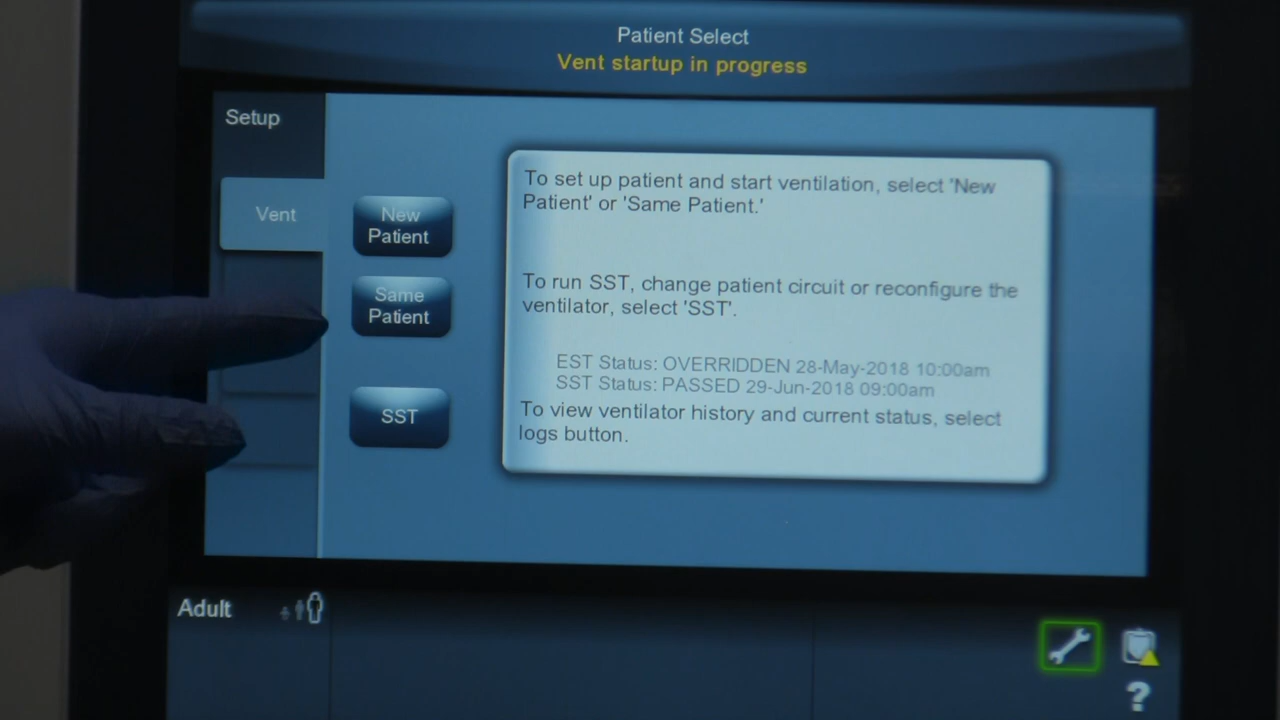 Patient Select
Vent startup in progress
Setup
Vent
New
Patient
Same
Patient
SST
To set up patient and start ventilation, select 'New
Patient' or 'Same Patient.'
To run SST, change patient circuit or reconfigure the
ventilator, select 'SST'.
EST Status: OVERRIDDEN 28-May-2018 10:00am
SST Status: PASSED 29-Jun-2018 09:00am
To view ventilator history and current status, select
logs button.
Adult
?